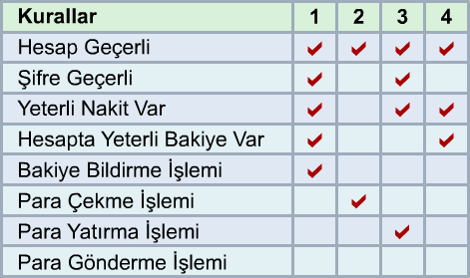 Kurallar 1 2 3 4
Hesap Geçerli ✓ ✓ ✓ ✓
Şifre Geçerli ✓ ✓
Yeterli Nakit Var ✓ ✓ ✓
Hesapta Yeterli Bakiye Var ✓ ✓
Bakiye Bildirme İşlemi ✓
Para Çekme İşlemi ✓
Para Yatırma İşlemi ✓
Para Gönderme İşlemi